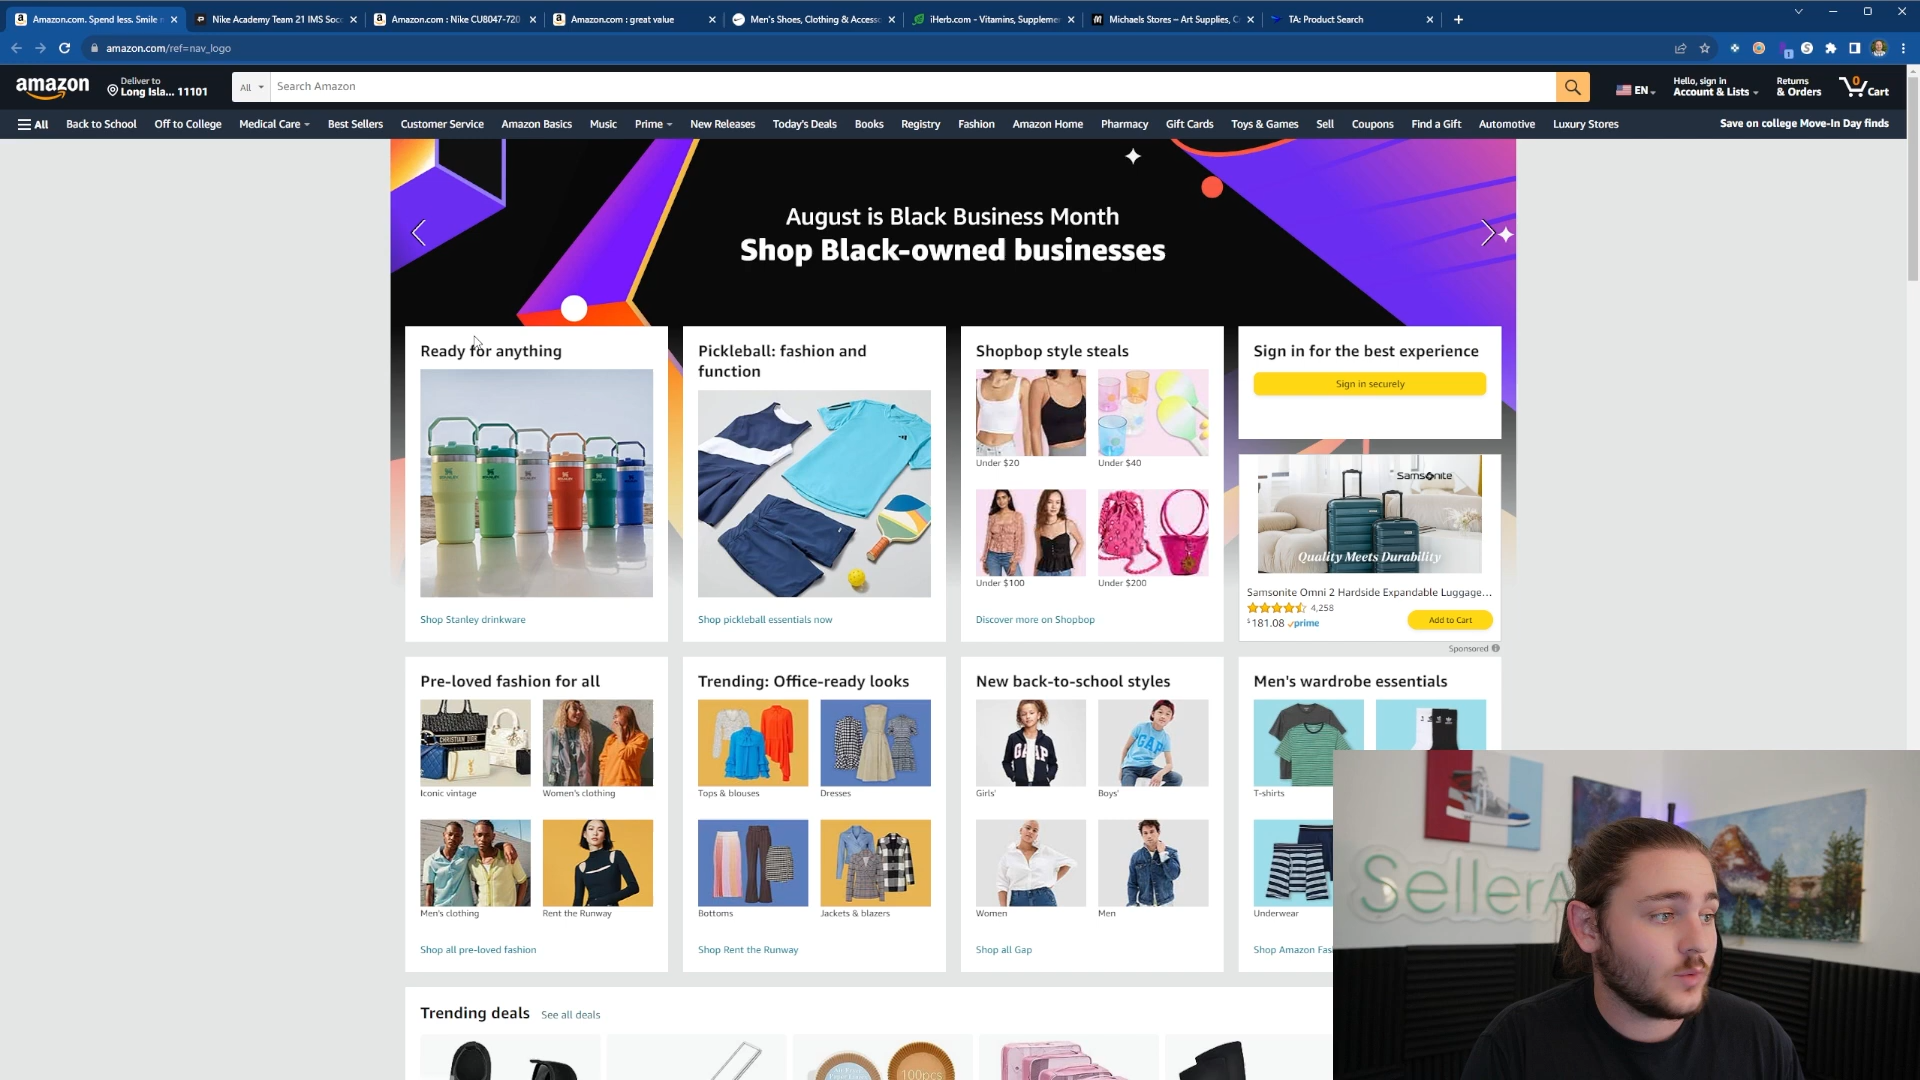 Amazon.com. Spend less. Smile
Nike Academy Team 21 IMS Socc
Amazon.com : Nike CU8047-720
Amazon.com : great value
Men's Shoes, Clothing & Access
iHerb.com - Vitamins, Suppleme
Michaels Stores – Art Supplies, C
TA: Product Search
amazon.com/ref=nav_logo
amazon
Deliver to
Long Isla... 11101
All
Search Amazon
EN
Hello, sign in
Account & Lists
Returns
& Orders
0
Cart
All
Back to School
Off to College
Medical Care
Best Sellers
Customer Service
Amazon Basics
Music
Prime
New Releases
Today's Deals
Books
Registry
Fashion
Amazon Home
Pharmacy
Gift Cards
Toys & Games
Sell
Coupons
Find a Gift
Automotive
Luxury Stores
Save on college Move-In Day finds
August is Black Business Month
Shop Black-owned businesses
Ready for anything
Shop Stanley drinkware
Pickleball: fashion and
function
Shop pickleball essentials now
Shopbop style steals
Under $20
Under $40
Under $100
Under $200
Discover more on Shopbop
Sign in for the best experience
Sign in securely
Samsonite
Quality Meets Durability
Samsonite Omni 2 Hardside Expandable Luggage...
4,258
$181.08 prime
Add to Cart
Sponsored
Pre-loved fashion for all
CHRISTIAN DIOR
Iconic vintage
Women's clothing
Men's clothing
Rent the Runway
Shop all pre-loved fashion
Trending: Office-ready looks
Tops & blouses
Dresses
Bottoms
Jackets & blazers
Shop Rent the Runway
New back-to-school styles
GAP
GAP
Girls'
Boys'
Women
Men
Shop all Gap
Men's wardrobe essentials
T-shirts
Underwear
Shop Amazon Fas
SellerA
Trending deals
See all deals
100pcs